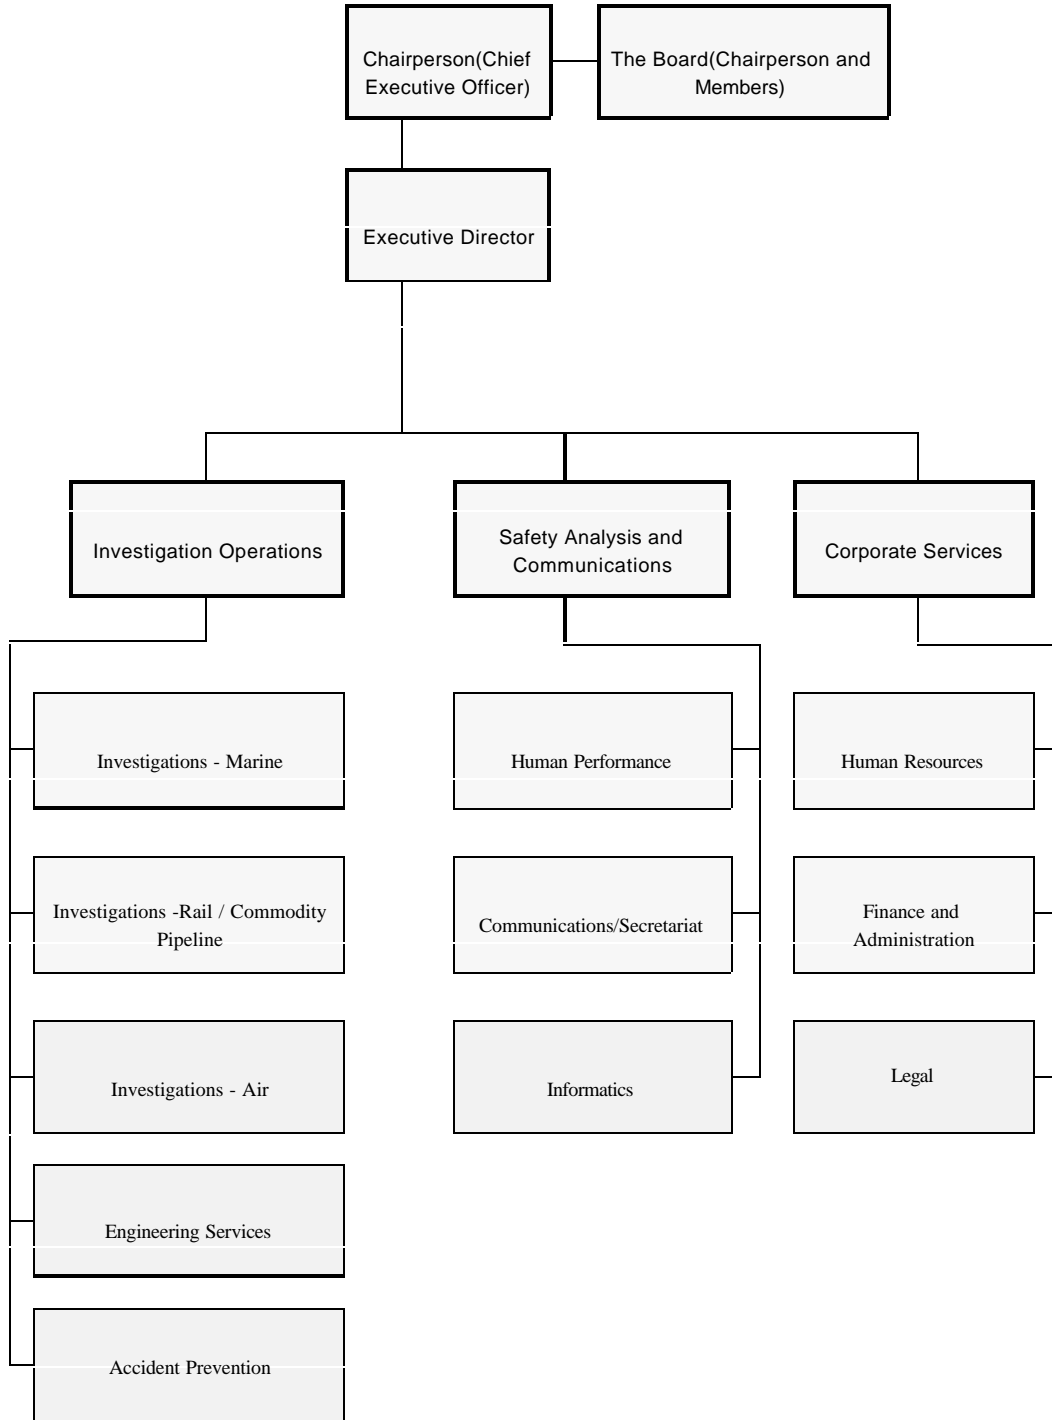 Chairperson(Chief
Executive Officer)
The Board(Chairperson and
Members)
Executive Director
Investigation Operations
Safety Analysis and
Communications
Corporate Services
Investigations - Marine
Human Performance
Human Resources
Investigations -Rail / Commodity
Pipeline
Communications/Secretariat
Finance and
Administration
Investigations - Air
Informatics
Legal
Engineering Services
Accident Prevention